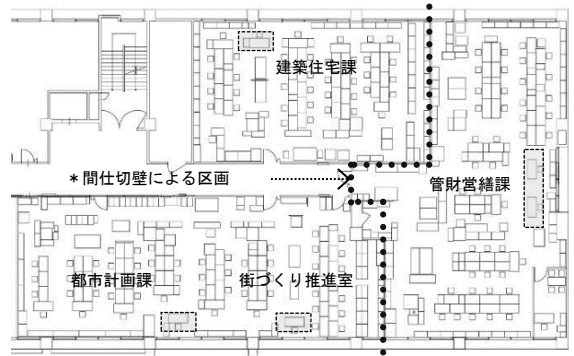 建築住宅課
*間仕切壁による区画
管財営繕課
都市計画課
街づくり推進室